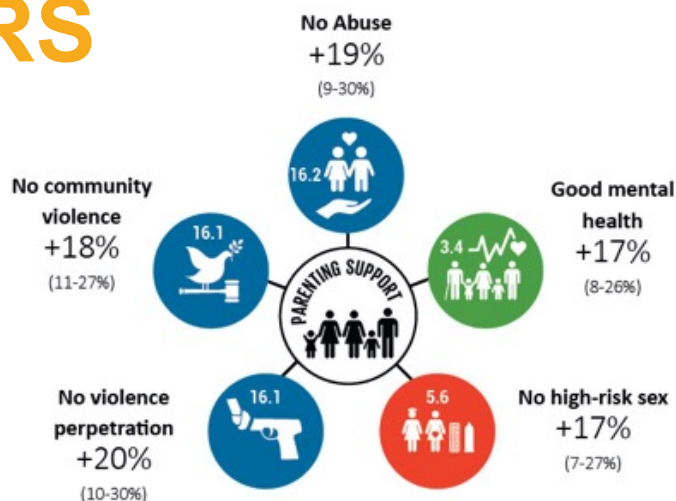 RS
No Abuse
+19%
(9-30%)
16.2
No community
violence
+18%
(11-27%)
16.1
Good mental
health
+17%
(8-26%)
3.4
PARENTING SUPPORT
No violence
perpetration
+20%
(10-30%)
16.1
5.6
No high-risk sex
+17%
(7-27%)